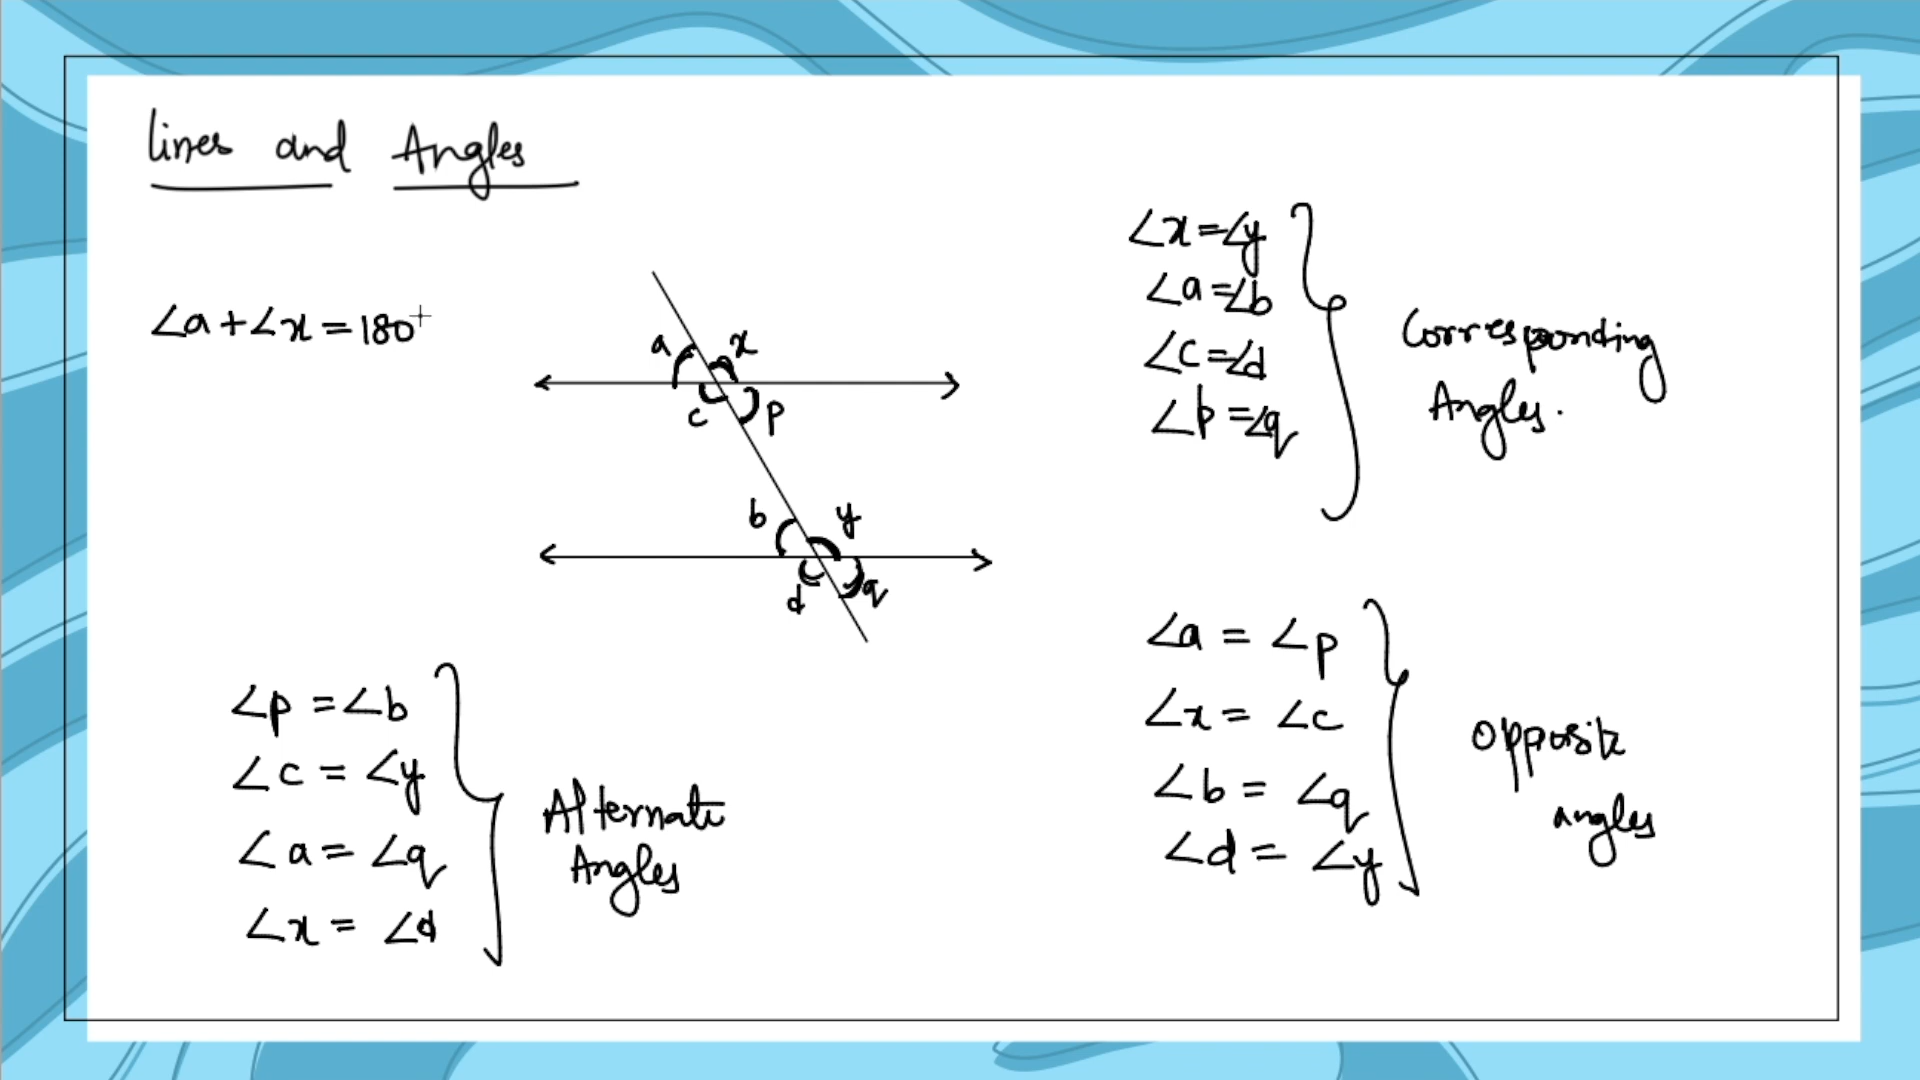 Lines and Angles
∠a+∠x=180
a
x
c
p
b
y
d
q
∠x=∠y
∠a=∠b
∠c=∠d
∠p=∠q
Corresponding
Angles.
∠p=∠b
∠c=∠y
∠a=∠q
∠x=∠d
Alternate
Angles
∠a=∠p
∠x=∠c
∠b=∠q
∠d=∠y
Opposite
angles